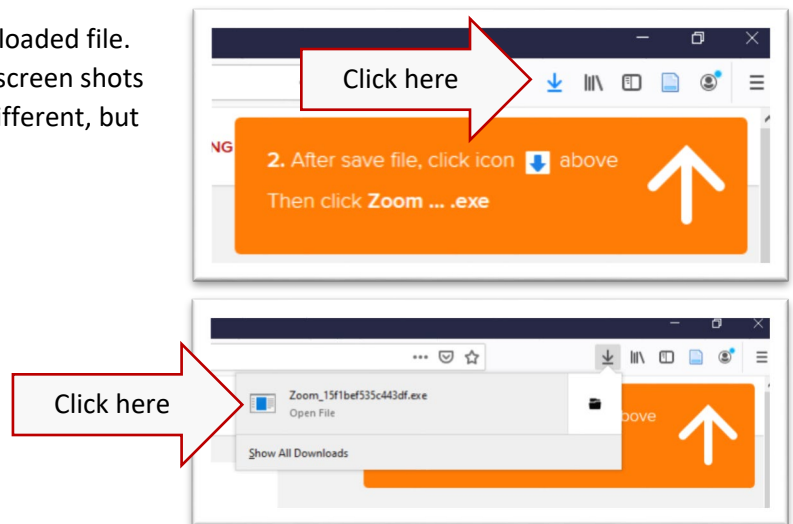 loaded file.
screen shots
ifferent, but
Click here
NG
2. After save file, click icon above
Then click Zoom ... .exe
Click here
Zoom_15f1bef535c443df.exe
Open File
bove
Show All Downloads